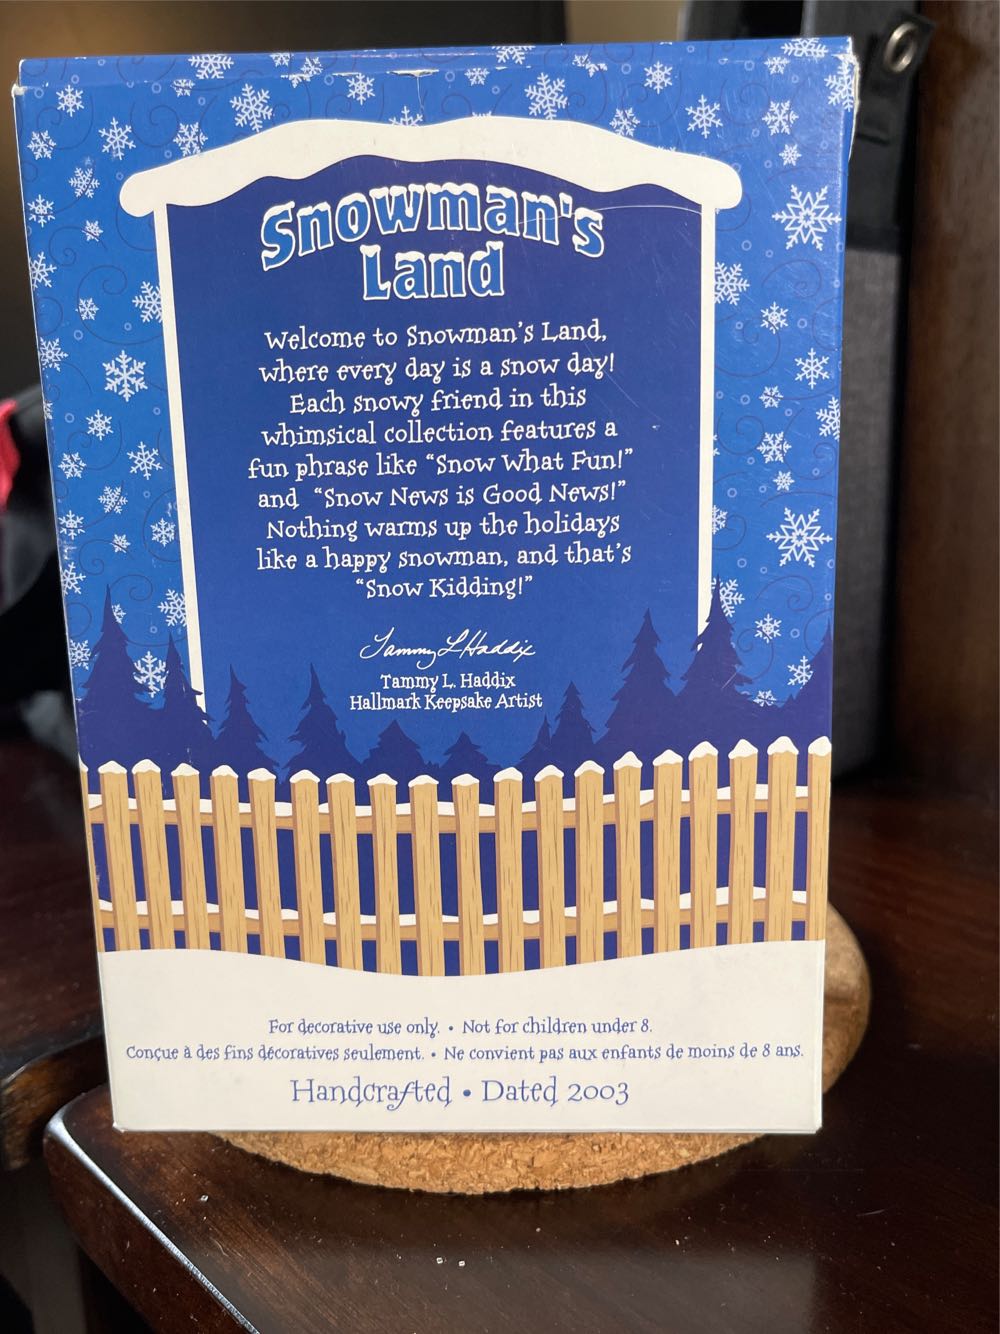 Snowman's
Land
Welcome to Snowman's Land,
where every day is a snow day!
Each snowy friend in this
whimsical collection features a
fun phrase like “Snow What Fun!”
and “Snow News is Good News!”
Nothing warms up the holidays
like a happy snowman, and that's
“Snow Kidding!”
Tammy L Haddix
Tammy L. Haddix
Hallmark Keepsake Artist
For decorative use only. • Not for children under 8.
Conçue à des fins décoratives seulement. • Ne convient pas aux enfants de moins de 8 ans.
Handcrafted • Dated 2003